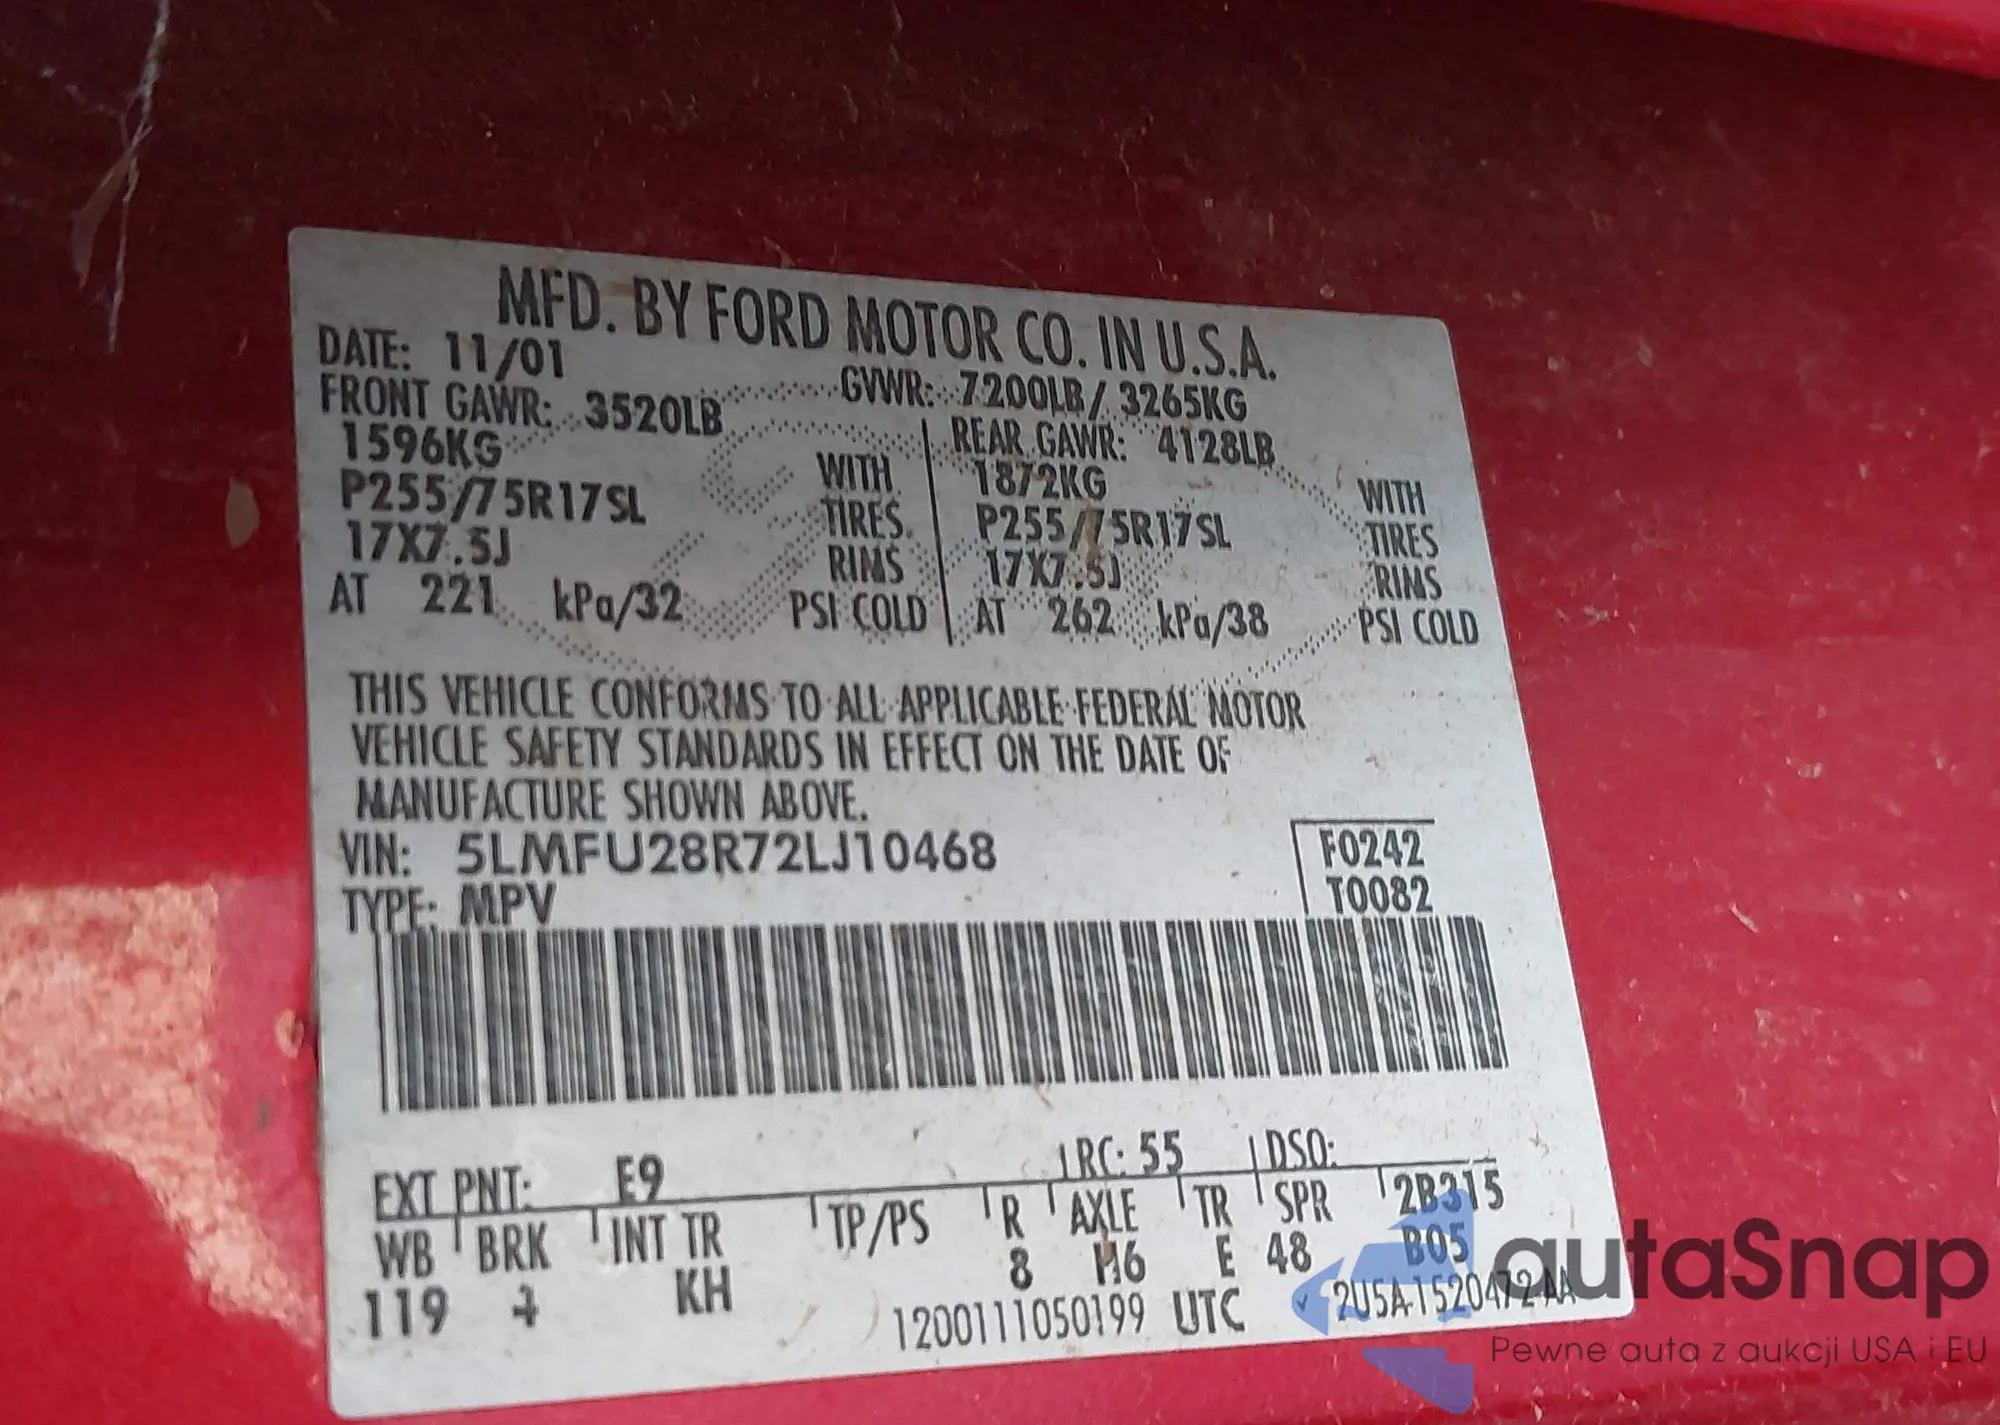 MFD. BY FORD MOTOR CO. IN U.S.A.
DATE: 11/01 GVWR: 7200LB/ 3265KG
FRONT GAWR: 3520LB REAR GAWR: 4128LB
1596KG WITH 1872KG WITH
P255/75R17SL TIRES P255/75R17SL TIRES
17X7.5J RIMS 17X7.5J RIMS
AT 221 kPa/32 PSI COLD AT 262 kPa/38 PSI COLD
THIS VEHICLE CONFORMS TO ALL APPLICABLE FEDERAL MOTOR
VEHICLE SAFETY STANDARDS IN EFFECT ON THE DATE OF
MANUFACTURE SHOWN ABOVE.
VIN: 5LMFU28R72LJ10468 F0242
TYPE: MPV T0082
EXT PNT: E9 RC: 55 DSO:
WB BRK INT TR TP/PS R AXLE TR SPR 2B315
119 KH 8 H6 E 48 B05
1200111050199 UTC 2U5A-1520472-AA
autaSnap
Pewne auta z aukcji USA i EU